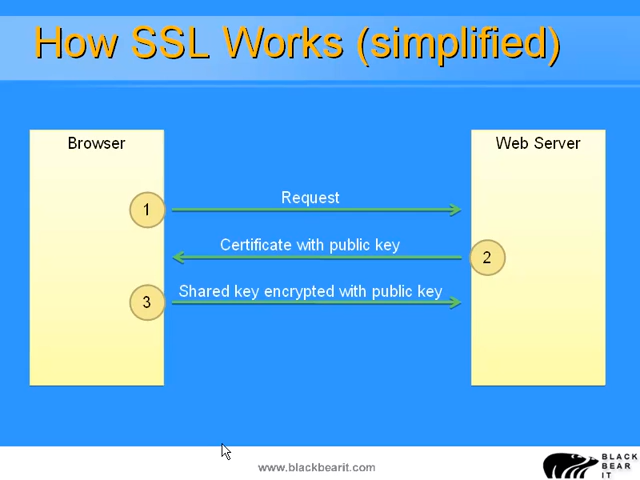 How SSL Works (simplified)
Browser
Web Server
1
Request
Certificate with public key
2
3
Shared key encrypted with public key
www.blackbearit.com
BLACK
BEAR
IT